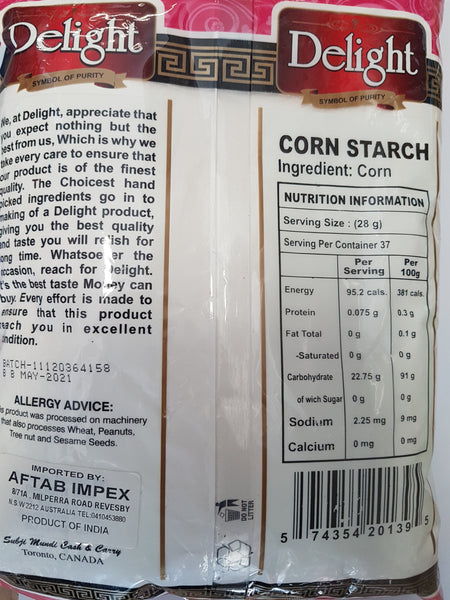 Delight
SYMBOL OF PURITY
We, at Delight, appreciate that
you expect nothing but the
best from us, Which is why we
take every care to ensure that
our product is of the finest
quality. The Choicest hand
picked ingredients go in to
making of a Delight product,
giving you the best quality
and taste you will relish for
long time. Whatsoever the
occasion, reach for Delight.
It's the best taste Money can
buy. Every effort is made to
ensure that this product
reach you in excellent
condition.
BATCH-11120364158
B B MAY-2021
ALLERGY ADVICE:
is product was processed on machinery
that also processes Wheat, Peanuts,
Tree nut and Sesame Seeds.
IMPORTED BY:
AFTAB IMPEX
8/71A . MILPERRA ROAD REVESBY
N.S.W 2212 AUSTRALIA TEL:0410453880
PRODUCT OF INDIA
Subji Mundi Cash & Carry
Toronto, CANADA
DO NOT
LITTER
Delight
SYMBOL OF PURITY
CORN STARCH
Ingredient: Corn
NUTRITION INFORMATION
Serving Size : (28 g)
Serving Per Container 37
Per Serving Per 100g
Energy 95.2 cals. 381 cals.
Protein 0.075 g 0.3 g
Fat Total 0 g 0.1 g
-Saturated 0 g 0 g
Carbohydrate 22.75 g 91 g
of wich Sugar 0 g 0 g
Sodium 2.25 mg 9 mg
Calcium 0 mg 0 mg
5 74354 20139 5